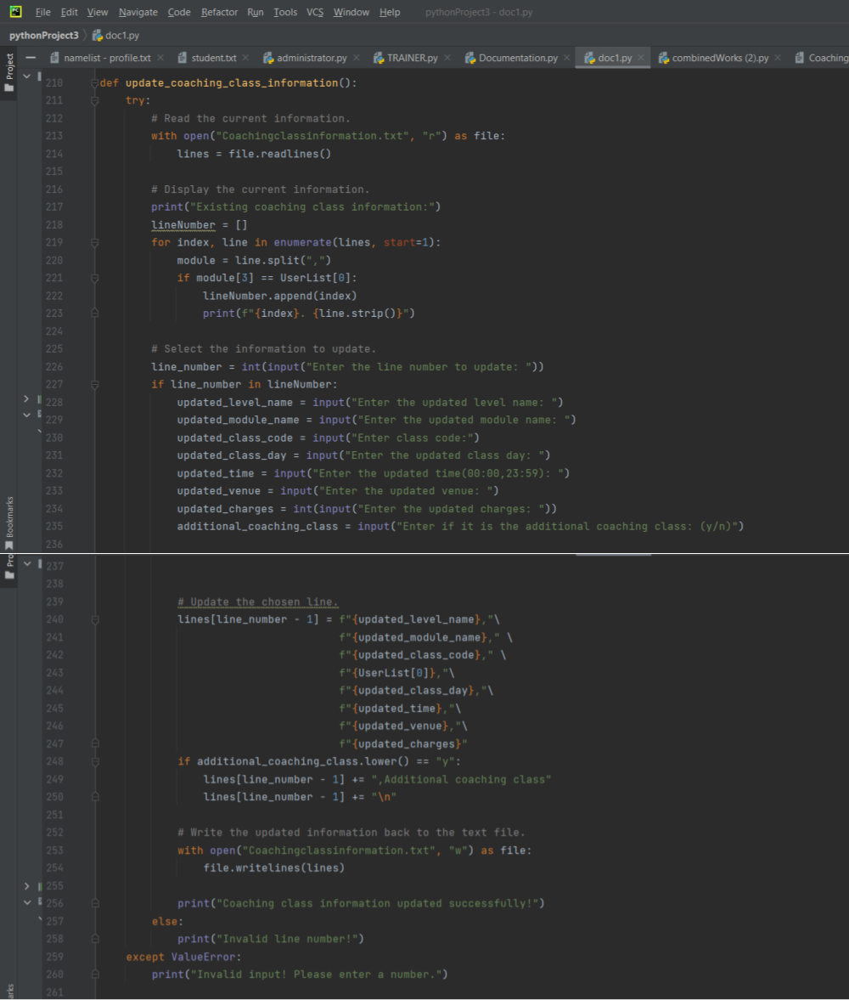 PC File Edit View Navigate Code Refactor Run Tools VCS Window Help pythonProject3 - doc1.py
pythonProject3 doc1.py
Project namelist - profile.txt student.txt administrator.py TRAINER.py Documentation.py doc1.py combinedWorks (2).py Coaching
210 def update_coaching_class_information():
211 try:
212 # Read the current information.
213 with open("Coachingclassinformation.txt", "r") as file:
214 lines = file.readlines()
215
216 # Display the current information.
217 print("Existing coaching class information:")
218 lineNumber = []
219 for index, line in enumerate(lines, start=1):
220 module = line.split(",")
221 if module[3] == UserList[0]:
222 lineNumber.append(index)
223 print(f"{index}. {line.strip()}")
224
225 # Select the information to update.
226 line_number = int(input("Enter the line number to update: "))
227 if line_number in lineNumber:
228 updated_level_name = input("Enter the updated level name: ")
229 updated_module_name = input("Enter the updated module name: ")
230 updated_class_code = input("Enter class code:")
231 updated_class_day = input("Enter the updated class day: ")
232 updated_time = input("Enter the updated time(00:00,23:59): ")
233 updated_venue = input("Enter the updated venue: ")
234 updated_charges = int(input("Enter the updated charges: "))
235 additional_coaching_class = input("Enter if it is the additional coaching class: (y/n)")
236
Bookmarks
Pro
237
238
239 # Update the chosen line.
240 lines[line_number - 1] = f"{updated_level_name},"\
241 f"{updated_module_name}," \
242 f"{updated_class_code}," \
243 f"{UserList[0]},"\
244 f"{updated_class_day},"\
245 f"{updated_time},"\
246 f"{updated_venue},"\
247 f"{updated_charges}"
248 if additional_coaching_class.lower() == "y":
249 lines[line_number - 1] += ",Additional coaching class"
250 lines[line_number - 1] += "\n"
251
252 # Write the updated information back to the text file.
253 with open("Coachingclassinformation.txt", "w") as file:
254 file.writelines(lines)
255
256 print("Coaching class information updated successfully!")
257 else:
258 print("Invalid line number!")
259 except ValueError:
260 print("Invalid input! Please enter a number.")
261
arks